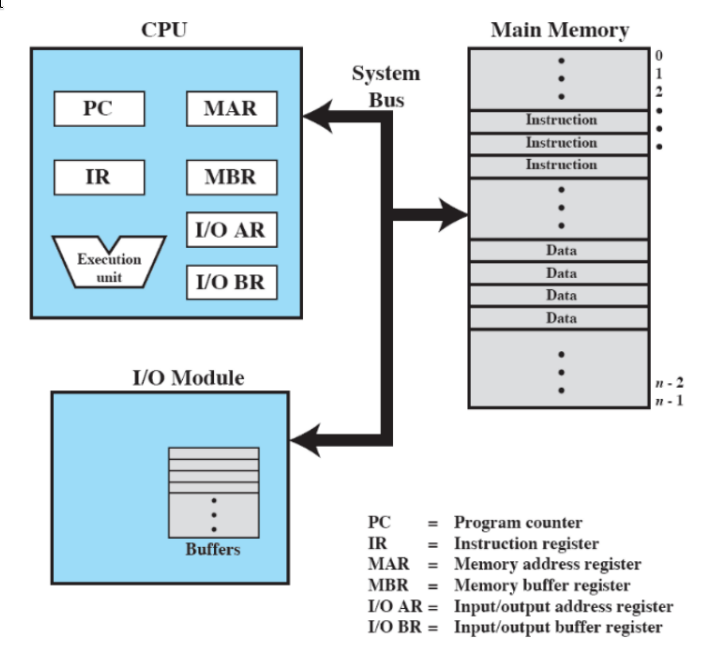 CPU
PC
MAR
IR
MBR
I/O AR
Execution
unit
I/O BR
System
Bus
Main Memory
0
1
2
Instruction
Instruction
Instruction
Data
Data
Data
Data
n - 2
n - 1
I/O Module
Buffers
PC = Program counter
IR = Instruction register
MAR = Memory address register
MBR = Memory buffer register
I/O AR = Input/output address register
I/O BR = Input/output buffer register